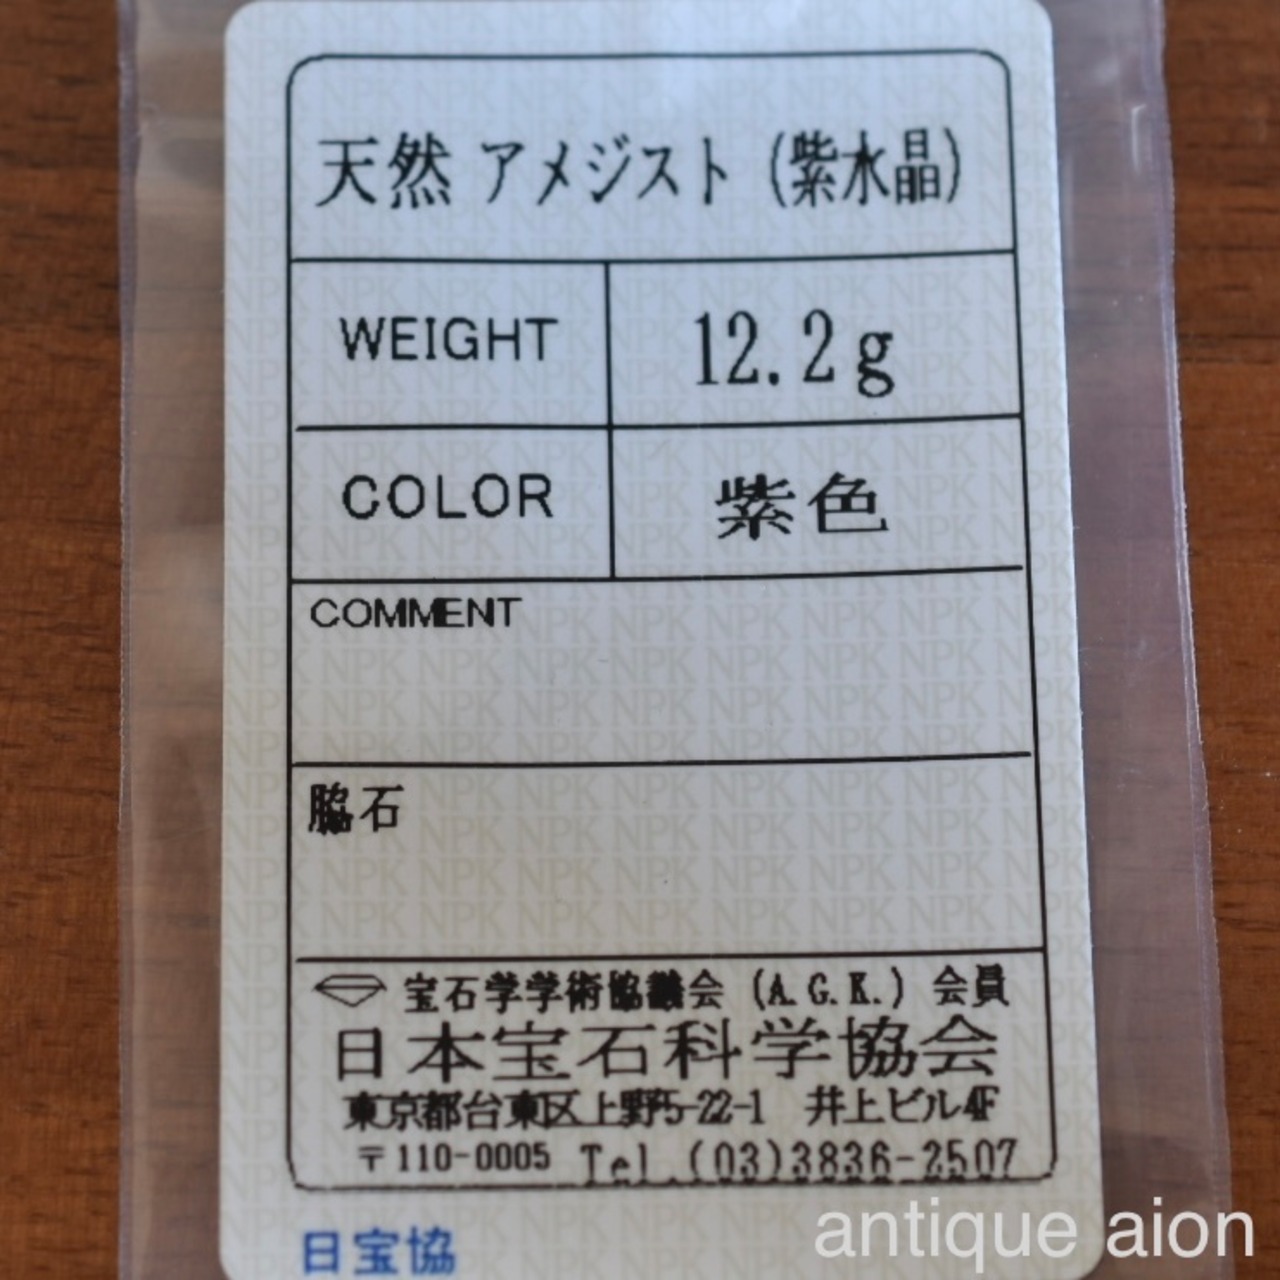 天然 アメジスト (紫水晶)
WEIGHT 12.2g
COLOR 紫色
COMMENT
脇石
宝石学学術協議会 (A.G.K.) 会員
日本宝石科学協会
東京都台東区上野5-22-1 井上ビル4F
〒110-0005 Tel.(03)3836-2507
日宝協
antique aion